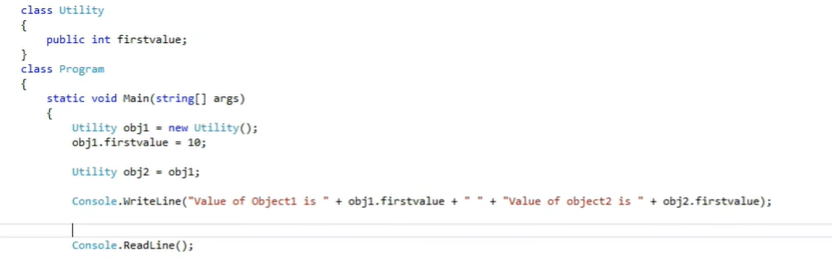 class Utility
{
public int firstvalue;
}
class Program
{
static void Main(string[] args)
{
Utility obj1 = new Utility();
obj1.firstvalue = 10;
Utility obj2 = obj1;
Console.WriteLine("Value of Object1 is " + obj1.firstvalue + " " + "Value of object2 is " + obj2.firstvalue);
Console.ReadLine();